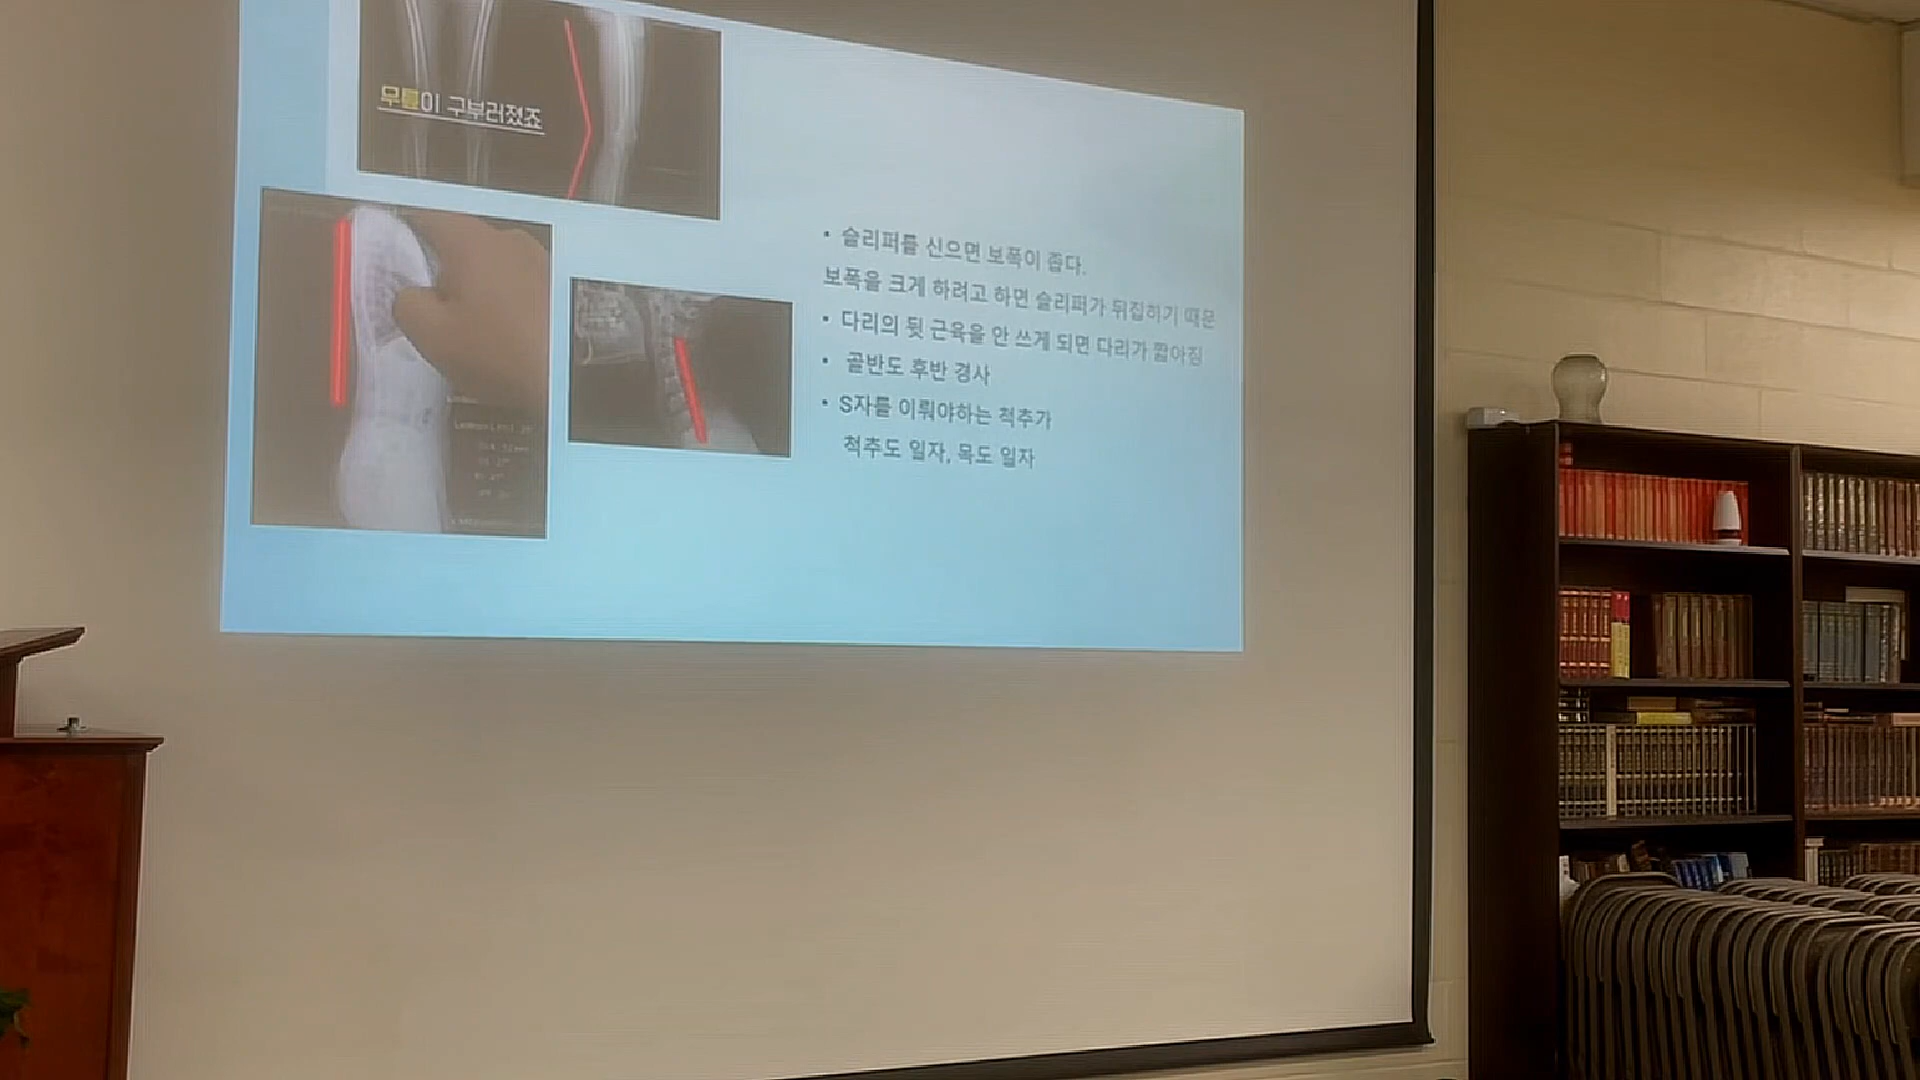 무릎이 구부러졌죠
• 슬리퍼를 신으면 보폭이 좁다.
보폭을 크게 하려고 하면 슬리퍼가 뒤집히기 때문
• 다리의 뒷 근육을 안 쓰게 되면 다리가 짧아짐
• 골반도 후반 경사
• S자를 이뤄야하는 척추가
척추도 일자, 목도 일자